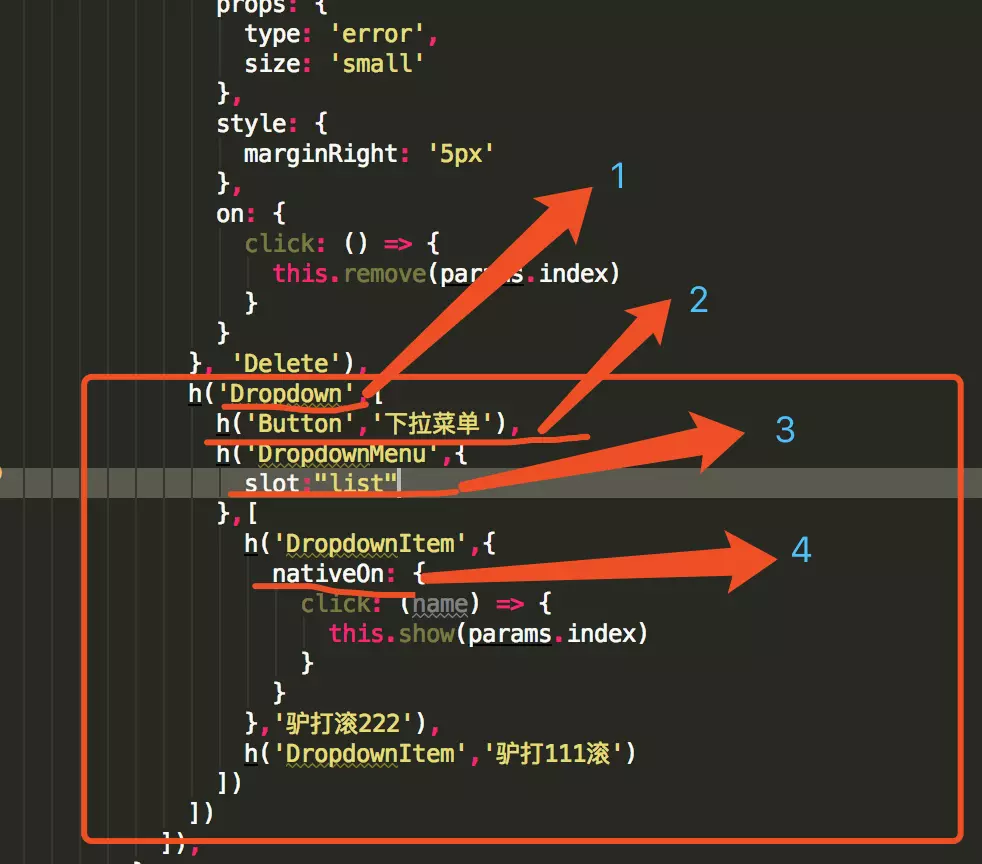 props: {
type: 'error',
size: 'small'
},
style: {
marginRight: '5px'
},
on: {
click: () => {
this.remove(params.index)
}
}
}, 'Delete'),
h('Dropdown',[
h('Button','下拉菜单'),
h('DropdownMenu',{
slot:"list"
},[
h('DropdownItem',{
nativeOn: {
click: (name) => {
this.show(params.index)
}
}
},'驴打滚222'),
h('DropdownItem','驴打111滚')
])
])
]),
}
1
2
3
4